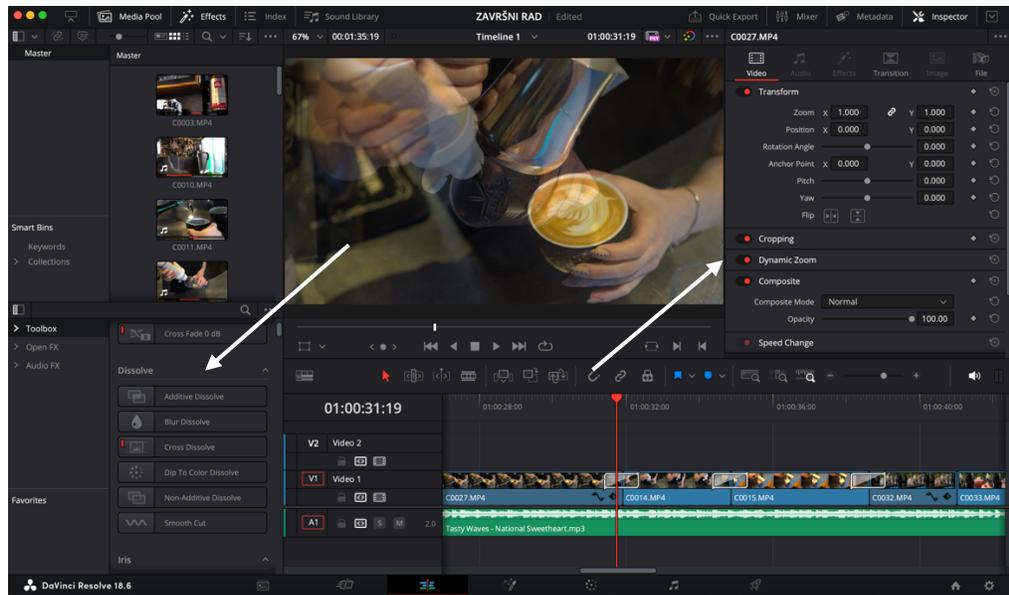 Media Pool Effects Index Sound Library ZAVRŠNI RAD Edited Quick Export Mixer Metadata Inspector
67% 00:01:35:19 Timeline 1 01:00:31:19 C0027.MP4
Master
Master
C0003.MP4
C0010.MP4
C0011.MP4
Smart Bins
Keywords
Collections
Video Audio Effects Transition Image File
Transform
Zoom X 1.000 Y 1.000
Position X 0.000 Y 0.000
Rotation Angle 0.000
Anchor Point X 0.000 Y 0.000
Pitch 0.000
Yaw 0.000
Flip
Cropping
Dynamic Zoom
Composite
Composite Mode Normal
Opacity 100.00
Speed Change
Toolbox
Open FX
Audio FX
Favorites
Cross Fade 0 dB
Dissolve
Additive Dissolve
Blur Dissolve
Cross Dissolve
Dip To Color Dissolve
Non-Additive Dissolve
Smooth Cut
Iris
01:00:31:19 01:00:28:00 01:00:32:00 01:00:36:00 01:00:40:00
V2 Video 2
V1 Video 1
C0027.MP4 C0014.MP4 C0015.MP4 C0032.MP4 C0033.MP4
A1 S M 2.0
Tasty Waves - National Sweetheart.mp3
DaVinci Resolve 18.6